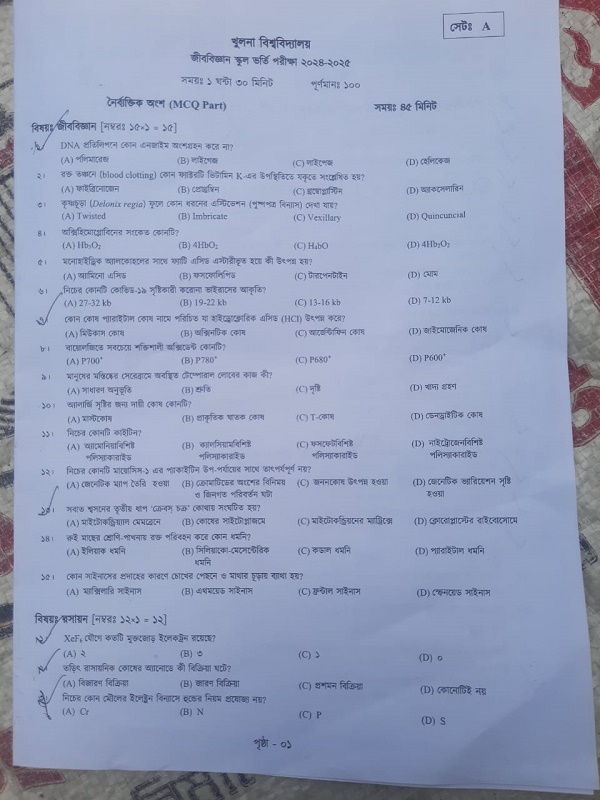 সেটঃ A
খুলনা বিশ্ববিদ্যালয়
জীববিজ্ঞান স্কুল ভর্তি পরীক্ষা ২০২৪-২০২৫
সময়ঃ ১ ঘন্টা ৩০ মিনিট পূর্ণমানঃ ১০০
নৈর্ব্যক্তিক অংশ (MCQ Part) সময়ঃ ৪৫ মিনিট
বিষয়ঃ জীববিজ্ঞান [নম্বরঃ ১৫×১ = ১৫]
DNA প্রতিলিপনে কোন এনজাইম অংশগ্রহন করে না?
(A) পলিমারেজ (B) লাইগেজ (C) লাইপেজ (D) হেলিকেজ
২। রক্ত তঞ্চনে (blood clotting) কোন ফ্যাক্টরটি ভিটামিন K-এর উপস্থিতিতে যকৃতে সংশ্লেষিত হয়?
(A) ফাইব্রিনোজেন (B) প্রোথ্রম্বিন (C) থ্রম্বোপ্লাস্টিন (D)
৩। কৃষ্ণচূড়া (Delonix regia) ফুলে কোন ধরনের এস্টিভেশন (পুষ্পপত্র বিন্যাস) দেখা যায়?
(A) Twisted (B) Imbricate (C) Vexillary (D) Quincuncial
৪। অক্সিহিমোগ্লোবিনের সংকেত কোনটি?
(A) Hb₂O₂ (B) 4HbO₂ (C) H₄bO (D) 4Hb₂O₂
৫। মনোহাইড্রিক অ্যালকোহলের সাথে ফ্যাটি এসিড এস্টারীভূত হয়ে কী উৎপন্ন হয়?
(A) অ্যামিনো এসিড (B) ফসফোলিপিড (C) টারপেনটাইন (D) মোম
৬। নিচের কোনটি কোভিড-১৯ সৃষ্টিকারী করোনা ভাইরাসের আকৃতি?
(A) 27-32 kb (B) 19-22 kb (C) 13-16 kb (D) 7-12 kb
কোন কোষ প্যারাইটাল কোষ নামে পরিচিত যা হাইড্রোক্লোরিক এসিড (HCl) উৎপন্ন করে?
(A) মিউকাস কোষ (B) অক্সিনটিক কোষ (C) আর্জেন্টাফিন কোষ (D) জাইমোজেনিক কোষ
৮। বায়োলজিতে সবচেয়ে শক্তিশালী অক্সিডেন্ট কোনটি?
(A) P700⁺ (B) P780⁺ (C) P680⁺ (D) P600⁺
৯। মানুষের মস্তিষ্কের সেরেব্রামে অবস্থিত টেম্পোরাল লোবের কাজ কী?
(A) সাধারণ অনুভূতি (B) শ্রুতি (C) দৃষ্টি (D) খাদ্য গ্রহণ
১০। অ্যালার্জি সৃষ্টির জন্য দায়ী কোষ কোনটি?
(A) মাস্টকোষ (B) প্রাকৃতিক ঘাতক কোষ (C) T-কোষ (D) ডেনড্রাইটিক কোষ
১১। নিচের কোনটি কাইটিন?
(A) অ্যামোনিয়াবিশিষ্ট (B) ক্যালসিয়ামবিশিষ্ট (C) ফসফেটবিশিষ্ট (D) নাইট্রোজেনবিশিষ্ট
পলিস্যাকারাইড পলিস্যাকারাইড পলিস্যাকারাইড পলিস্যাকারাইড
১২। নিচের কোনটি মায়োসিস-১ এর প্যাকাইটিন উপ-পর্যায়ের সাথে তাৎপর্যপূর্ণ নয়?
(A) জেনেটিক ম্যাপ তৈরি হওয়া (B) ক্রোমাটিডের অংশের বিনিময় (C) জননকোষ উৎপন্ন হওয়া (D) জেনেটিক ভ্যারিয়েশন সৃষ্টি
ও জিনগত পরিবর্তন ঘটা হওয়া
১৩। সবাত শ্বসনের তৃতীয় ধাপ 'ক্রেবস্ চক্র' কোথায় সংঘটিত হয়?
(A) মাইটোকন্ড্রিয়াল মেমব্রেনে (B) কোষের সাইটোপ্লাজমে (C) মাইটোকন্ড্রিয়নের ম্যাট্রিক্সে (D) ক্লোরোপ্লাস্টের রাইবোসোমে
১৪। রুই মাছের শ্রোণি-পাখনায় রক্ত পরিবহন করে কোন ধমনি?
(A) ইলিয়াক ধমনি (B) সিলিয়াকো-মেসেন্টেরিক (C) কডাল ধমনি (D) প্যারাইটাল ধমনি
ধমনি
১৫। কোন সাইনাসের প্রদাহের কারণে চোখের পেছনে ও মাথার চূড়ায় ব্যাথা হয়?
(A) ম্যাক্সিলারি সাইনাস (B) এথময়েড সাইনাস (C) ফ্রন্টাল সাইনাস (D) স্ফেনয়েড সাইনাস
বিষয়ঃ রসায়ন [নম্বরঃ ১২×১ = ১২]
XeF₆ যৌগে কতটি মুক্তজোড় ইলেকট্রন রয়েছে?
(A) ২ (B) ৩ (C) ১ (D) ০
তড়িৎ রাসায়নিক কোষের অ্যানোডে কী বিক্রিয়া ঘটে?
(A) বিজারণ বিক্রিয়া (B) জারণ বিক্রিয়া (C) প্রশমন বিক্রিয়া (D) কোনোটিই নয়
নিচের কোন মৌলের ইলেক্ট্রন বিন্যাসে হুন্ডের নিয়ম প্রযোজ্য নয়?
(A) Cr (B) N (C) P (D) S
পৃষ্ঠা - ০১